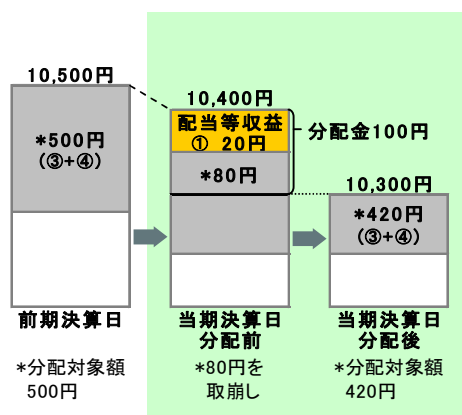 10,500円
*500円
(③+④)
前期決算日
*分配対象額
500円
10,400円
配当等収益
① 20円
*80円
分配金100円
当期決算日
分配前
*80円を
取崩し
10,300円
*420円
(③+④)
当期決算日
分配後
*分配対象額
420円